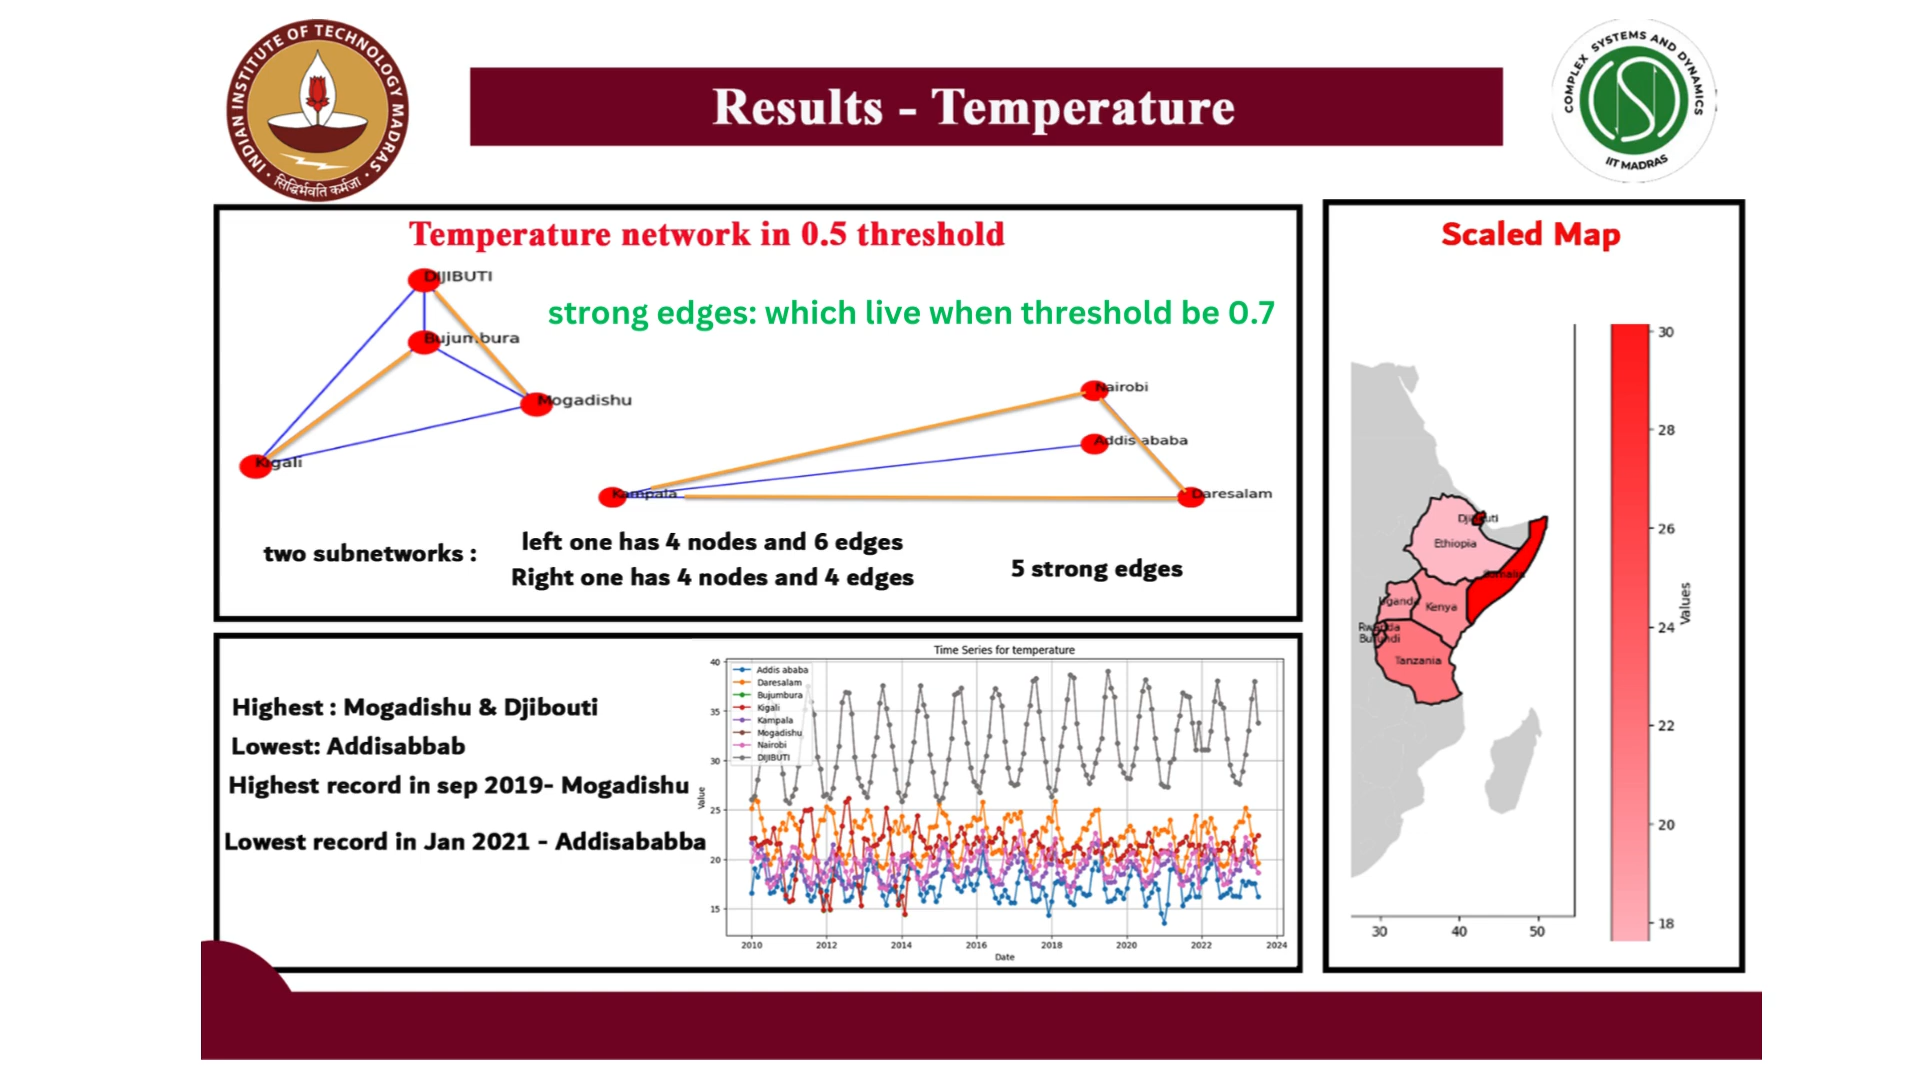 INDIAN INSTITUTE OF TECHNOLOGY MADRAS
सिद्धिर्भवति कर्मजा
Results - Temperature
COMPLEX SYSTEMS AND DYNAMICS
IIT MADRAS
Temperature network in 0.5 threshold
DIJIBUTI
strong edges: which live when threshold be 0.7
Bujumbura
Mogadishu
Kigali
Nairobi
Addis ababa
Kampala
Daresalam
two subnetworks :
left one has 4 nodes and 6 edges
Right one has 4 nodes and 4 edges
5 strong edges
Highest : Mogadishu & Djibouti
Lowest: Addisabbab
Highest record in sep 2019- Mogadishu
Lowest record in Jan 2021 - Addisababba
Time Series for temperature
Addis ababa
Daresalam
Bujumbura
Kigali
Kampala
Mogadishu
Nairobi
DIJIBUTI
40
35
30
25
20
15
Value
2010 2012 2014 2016 2018 2020 2022 2024
Date
Scaled Map
Djibouti
Ethiopia
Somalia
Uganda
Kenya
Rwanda
Burundi
Tanzania
30 40 50
30
28
26
24
22
20
18
Values